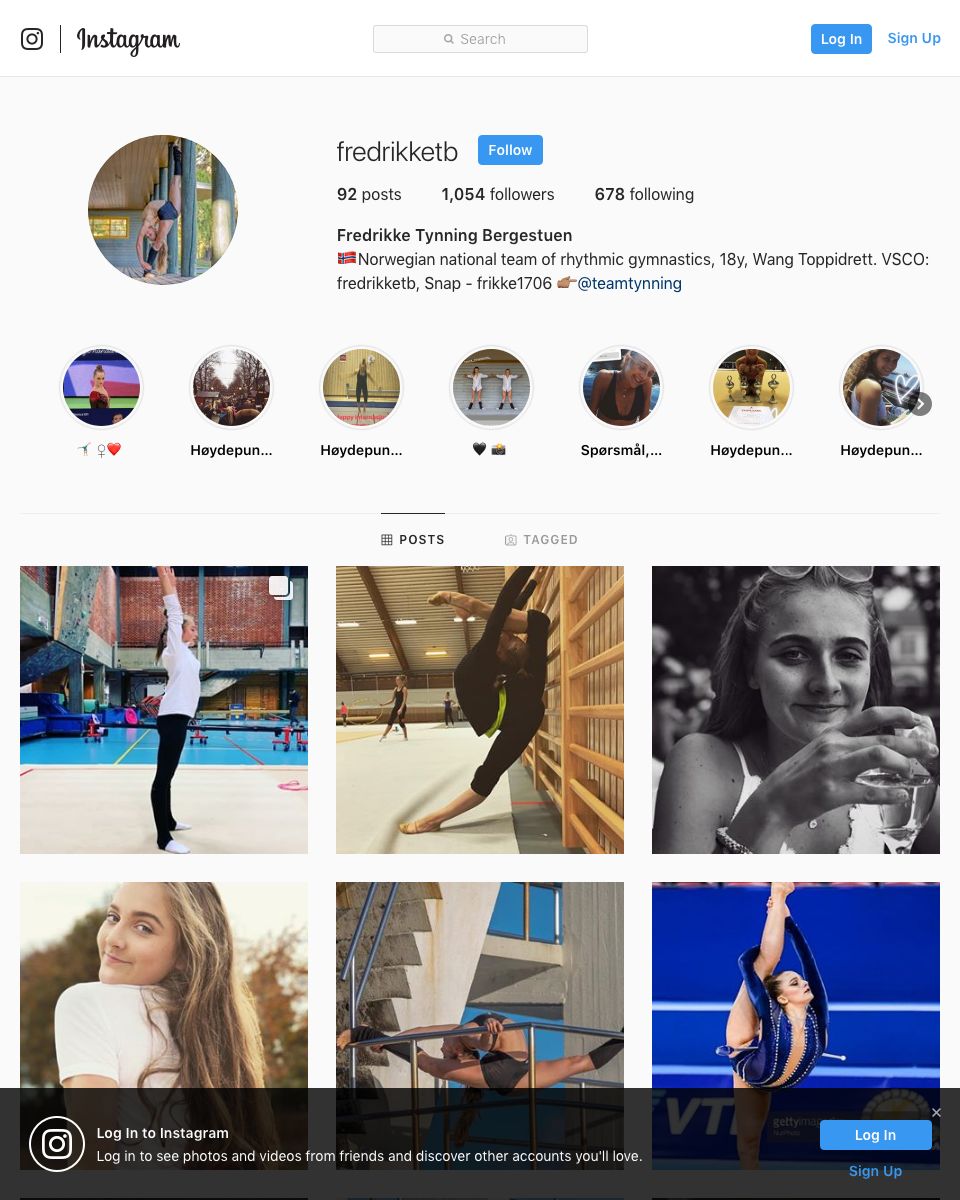 Instagram
Search
Log In
Sign Up
fredrikketb
Follow
92 posts
1,054 followers
678 following
Fredrikke Tynning Bergestuen
🇳🇴Norwegian national team of rhythmic gymnastics, 18y, Wang Toppidrett. VSCO:
fredrikketb, Snap - frikke1706 👉🏽@teamtynning
🤸🏻‍♀️❤️
Høydepun...
Høydepun...
🖤 📸
Spørsmål,...
Høydepun...
Høydepun...
POSTS
TAGGED
VT
gettyimag
Log In to Instagram
Log in to see photos and videos from friends and discover other accounts you'll love.
Log In
Sign Up